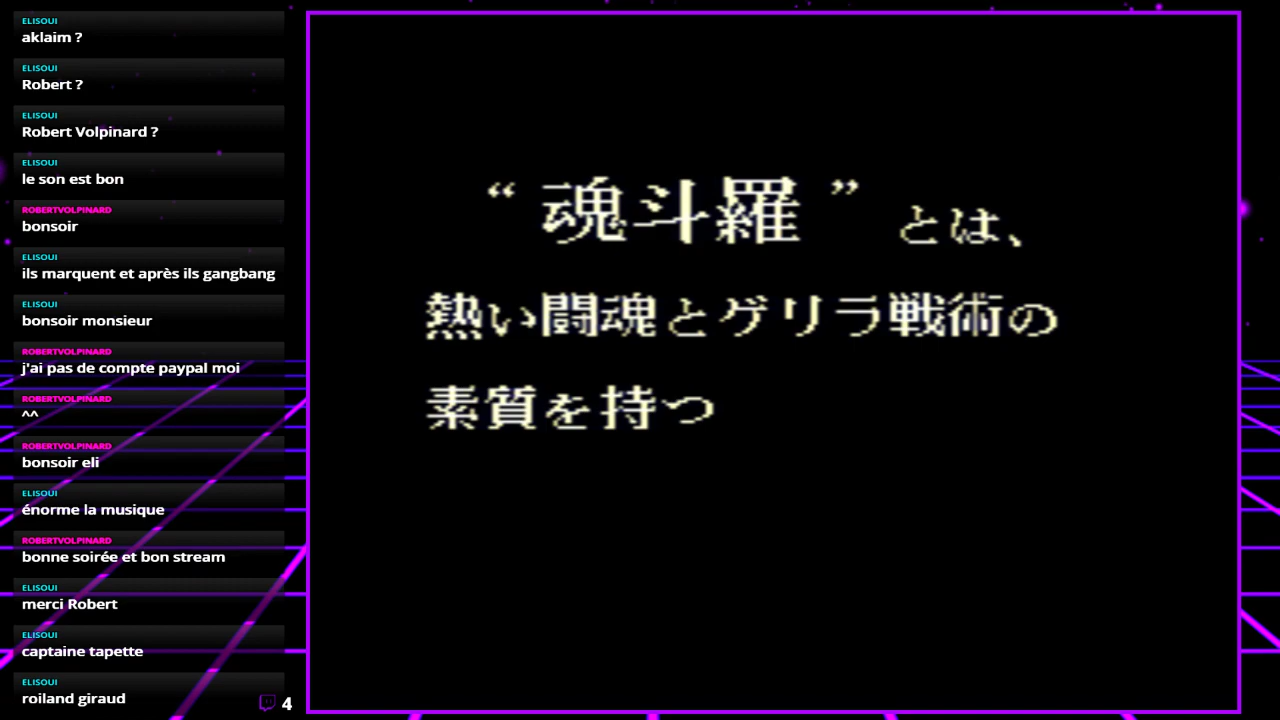 ELISOUI
aklaim ?
ELISOUI
Robert ?
ELISOUI
Robert Volpinard ?
ELISOUI
le son est bon
ROBERTVOLPINARD
bonsoir
ELISOUI
ils marquent et après ils gangbang
ELISOUI
bonsoir monsieur
ROBERTVOLPINARD
j'ai pas de compte paypal moi
ROBERTVOLPINARD
^^
ROBERTVOLPINARD
bonsoir eli
ELISOUI
énorme la musique
ROBERTVOLPINARD
bonne soirée et bon stream
ELISOUI
merci Robert
ELISOUI
captaine tapette
ELISOUI
roiland giraud
4
“魂斗羅” とは、
熱い闘魂とゲリラ戦術の
素質を持つ